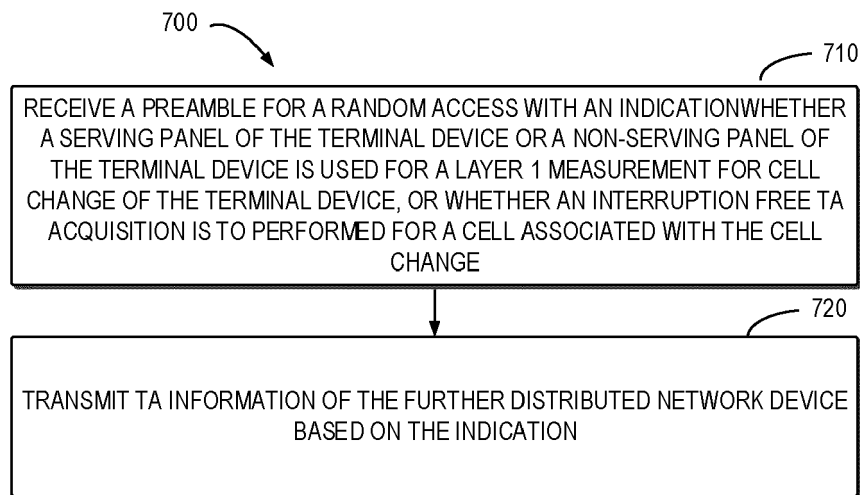 700
710
RECEIVE A PREAMBLE FOR A RANDOM ACCESS WITH AN INDICATIONWHETHER
A SERVING PANEL OF THE TERMINAL DEVICE OR A NON-SERVING PANEL OF
THE TERMINAL DEVICE IS USED FOR A LAYER 1 MEASUREMENT FOR CELL
CHANGE OF THE TERMINAL DEVICE, OR WHETHER AN INTERRUPTION FREE TA
ACQUISITION IS TO PERFORMED FOR A CELL ASSOCIATED WITH THE CELL
CHANGE
720
TRANSMIT TA INFORMATION OF THE FURTHER DISTRIBUTED NETWORK DEVICE
BASED ON THE INDICATION